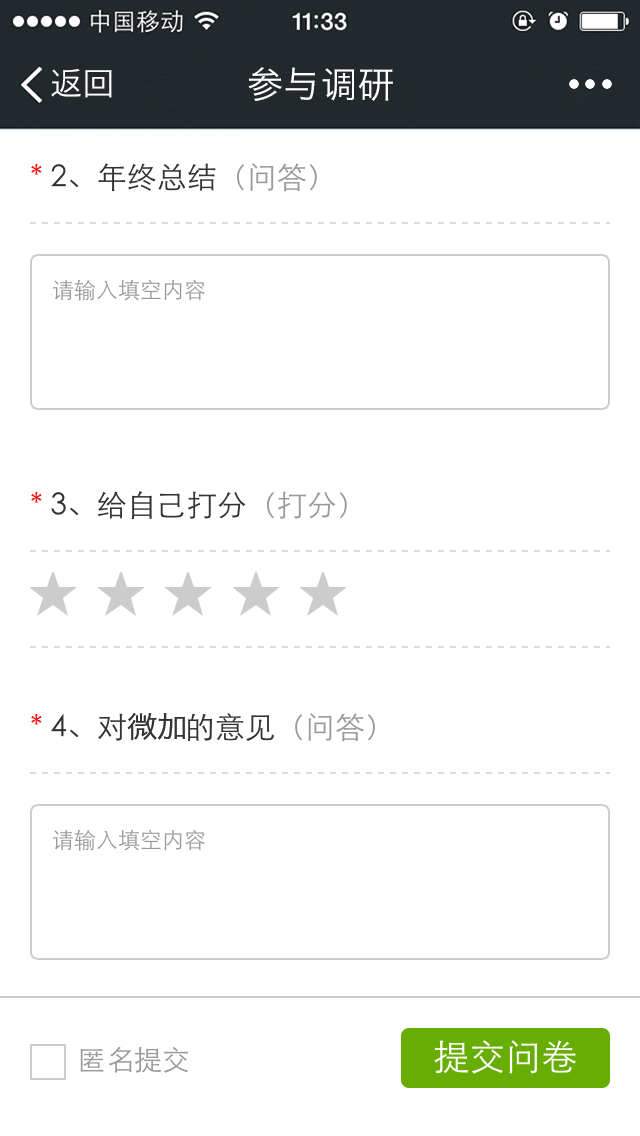 中国移动 11:33
返回 参与调研
* 2、年终总结（问答）
请输入填空内容
* 3、给自己打分（打分）
* 4、对微加的意见（问答）
请输入填空内容
匿名提交 提交问卷